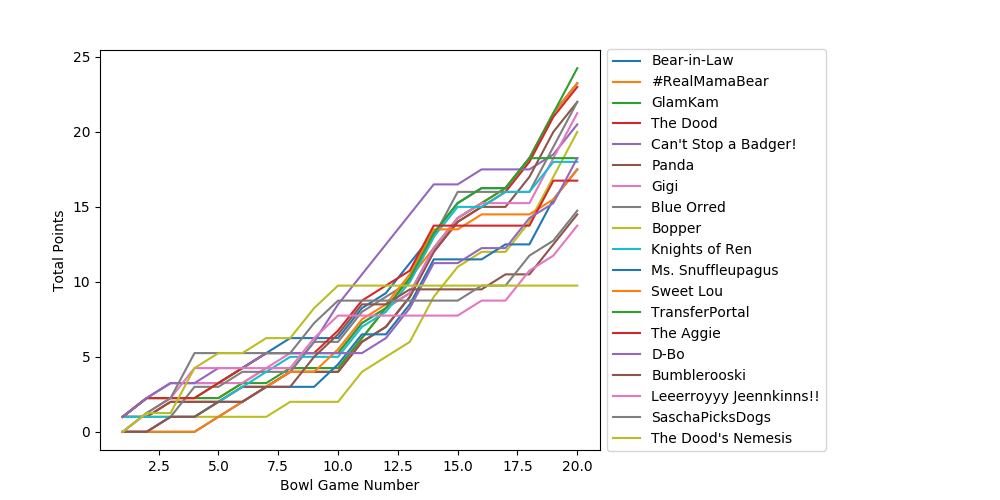 25
20
15
10
5
0
Total Points
2.5 5.0 7.5 10.0 12.5 15.0 17.5 20.0
Bowl Game Number
Bear-in-Law
#RealMamaBear
GlamKam
The Dood
Can't Stop a Badger!
Panda
Gigi
Blue Orred
Bopper
Knights of Ren
Ms. Snuffleupagus
Sweet Lou
TransferPortal
The Aggie
D-Bo
Bumblerooski
Leeerroyyy Jeennkinns!!
SaschaPicksDogs
The Dood's Nemesis